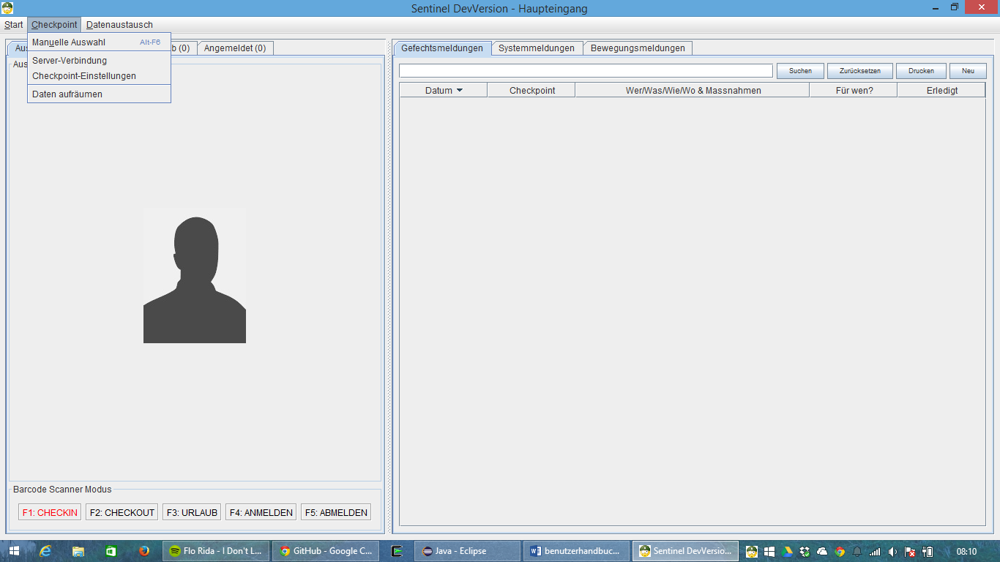 Sentinel DevVersion - Haupteingang
Start Checkpoint Datenaustausch
Manuelle Auswahl Alt-F6
Server-Verbindung
Checkpoint-Einstellungen
Daten aufräumen
Aus
b (0) Angemeldet (0)
Aus
Gefechtsmeldungen Systemmeldungen Bewegungsmeldungen
Suchen Zurücksetzen Drucken Neu
Datum Checkpoint Wer/Was/Wie/Wo & Massnahmen Für wen? Erledigt
Barcode Scanner Modus
F1: CHECKIN F2: CHECKOUT F3: URLAUB F4: ANMELDEN F5: ABMELDEN
Flo Rida - I Don't L... GitHub - Google C... Java - Eclipse benutzerhandbuc... Sentinel DevVersio... 08:10